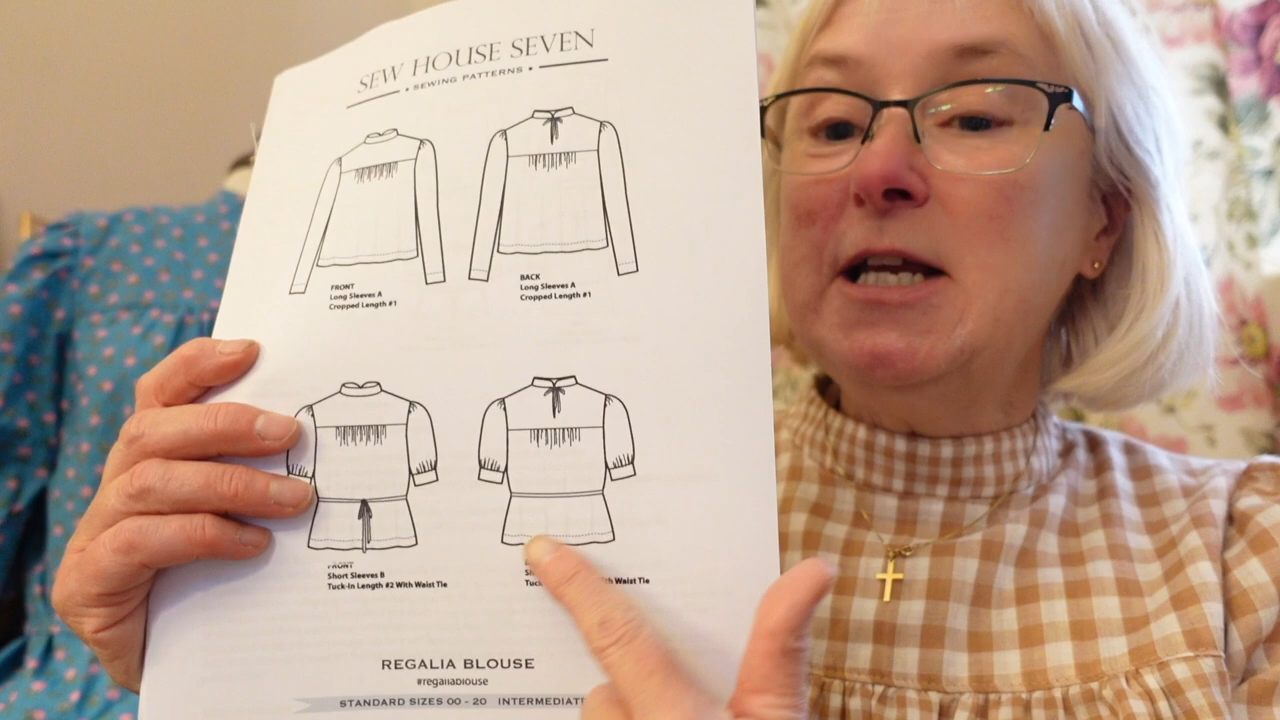 SEW HOUSE SEVEN
• SEWING PATTERNS •
FRONT
Long Sleeves A
Cropped Length #1
BACK
Long Sleeves A
Cropped Length #1
FRONT
Short Sleeves B
Tuck-In Length #2 With Waist Tie
Waist Tie
REGALIA BLOUSE
#regaliablouse
STANDARD SIZES 00 - 20